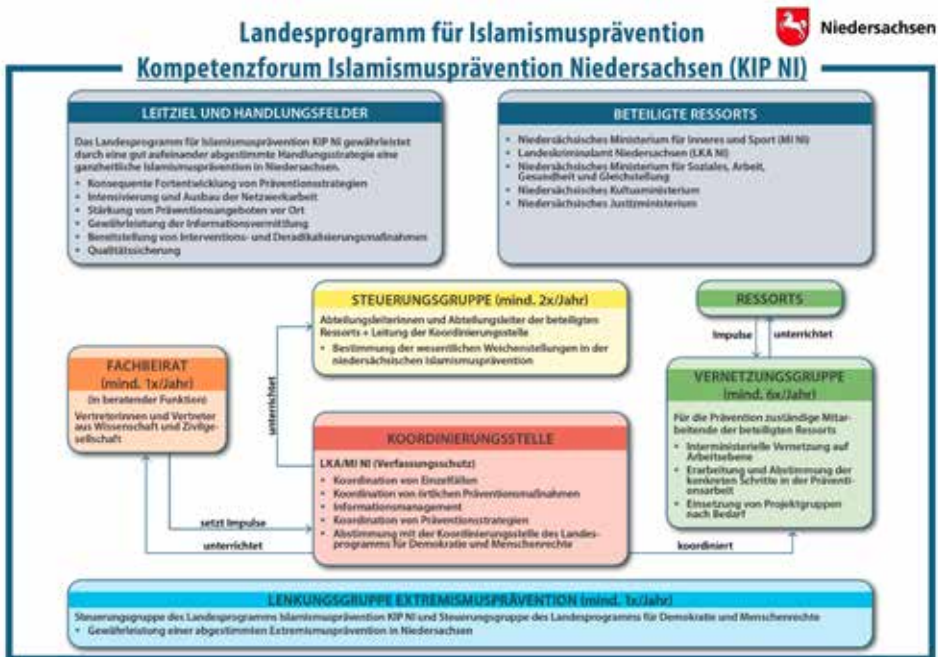 Landesprogramm für Islamismusprävention
Kompetenzforum Islamismusprävention Niedersachsen (KIP NI)
Niedersachsen
LEITZIEL UND HANDLUNGSFELDER
Das Landesprogramm für Islamismusprävention KIP NI gewährleistet
durch eine gut aufeinander abgestimmte Handlungsstrategie eine
ganzheitliche Islamismusprävention in Niedersachsen.
• Konsequente Fortentwicklung von Präventionsstrategien
• Intensivierung und Ausbau der Netzwerkarbeit
• Stärkung von Präventionsangeboten vor Ort
• Gewährleistung der Informationsvermittlung
• Bereitstellung von Interventions- und Deradikalisierungsmaßnahmen
• Qualitätssicherung
BETEILIGTE RESSORTS
• Niedersächsisches Ministerium für Inneres und Sport (MI NI)
• Landeskriminalamt Niedersachsen (LKA NI)
• Niedersächsisches Ministerium für Soziales, Arbeit,
Gesundheit und Gleichstellung
• Niedersächsisches Kultusministerium
• Niedersächsisches Justizministerium
STEUERUNGSGRUPPE (mind. 2x/Jahr)
Abteilungsleiterinnen und Abteilungsleiter der beteiligten
Ressorts + Leitung der Koordinierungsstelle
• Bestimmung der wesentlichen Weichenstellungen in der
niedersächsischen Islamismusprävention
RESSORTS
Impulse
unterrichtet
FACHBEIRAT
(mind. 1x/Jahr)
(in beratender Funktion)
Vertreterinnen und Vertreter
aus Wissenschaft und Zivilge-
sellschaft
unterrichtet
VERNETZUNGSGRUPPE
(mind. 6x/Jahr)
Für die Prävention zuständige Mitar-
beitende der beteiligten Ressorts
• Interministerielle Vernetzung auf
Arbeitsebene
• Erarbeitung und Abstimmung der
konkreten Schritte in der Präventi-
onsarbeit
• Einsetzung von Projektgruppen
nach Bedarf
KOORDINIERUNGSSTELLE
LKA/MI NI (Verfassungsschutz)
• Koordination von Einzelfällen
• Koordination von örtlichen Präventionsmaßnahmen
• Informationsmanagement
• Koordination von Präventionsstrategien
• Abstimmung mit der Koordinierungsstelle des Landes-
programms für Demokratie und Menschenrechte
setzt Impulse
unterrichtet
koordiniert
LENKUNGSGRUPPE EXTREMISMUSPRÄVENTION (mind. 1x/Jahr)
Steuerungsgruppe des Landesprogramms Islamismusprävention KIP NI und Steuerungsgruppe des Landesprogramms für Demokratie und Menschenrechte
• Gewährleistung einer abgestimmten Extremismusprävention in Niedersachsen